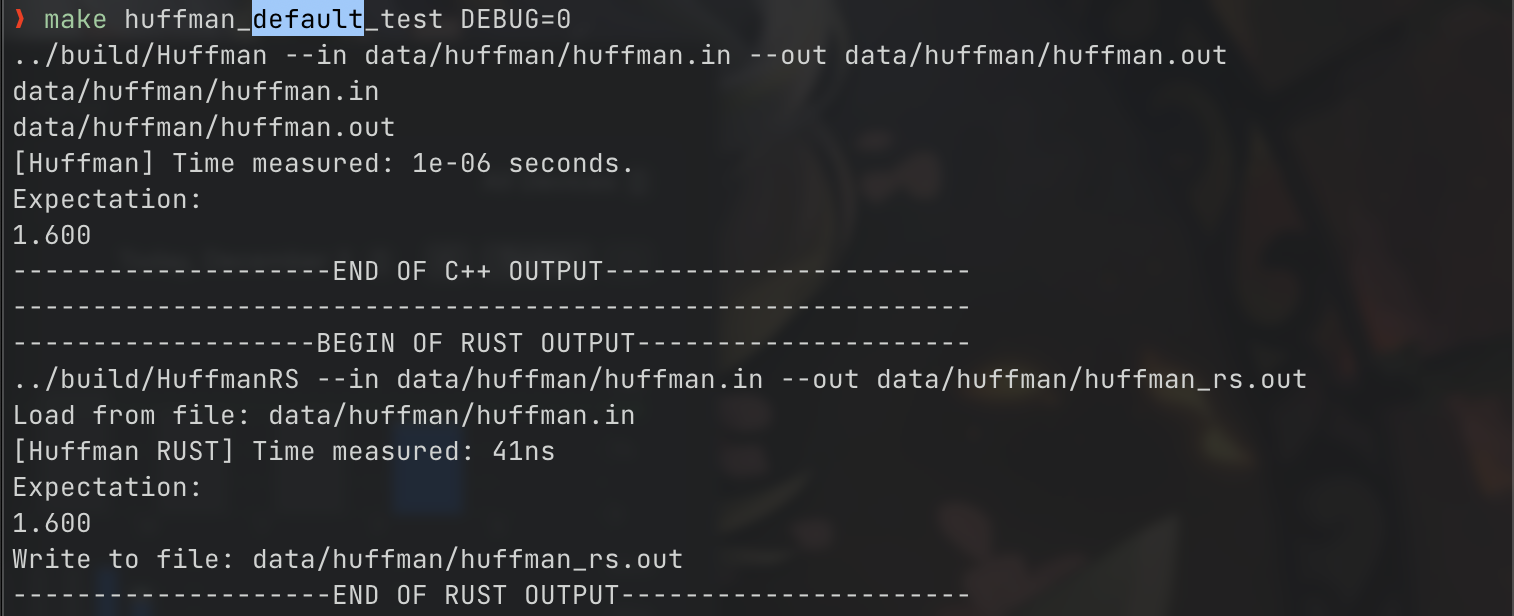 ❯ make huffman_default_test DEBUG=0
../build/Huffman --in data/huffman/huffman.in --out data/huffman/huffman.out
data/huffman/huffman.in
data/huffman/huffman.out
[Huffman] Time measured: 1e-06 seconds.
Expectation:
1.600
--------------------END OF C++ OUTPUT-----------------------
------------------------------------------------------------
-------------------BEGIN OF RUST OUTPUT---------------------
../build/HuffmanRS --in data/huffman/huffman.in --out data/huffman/huffman_rs.out
Load from file: data/huffman/huffman.in
[Huffman RUST] Time measured: 41ns
Expectation:
1.600
Write to file: data/huffman/huffman_rs.out
--------------------END OF RUST OUTPUT----------------------